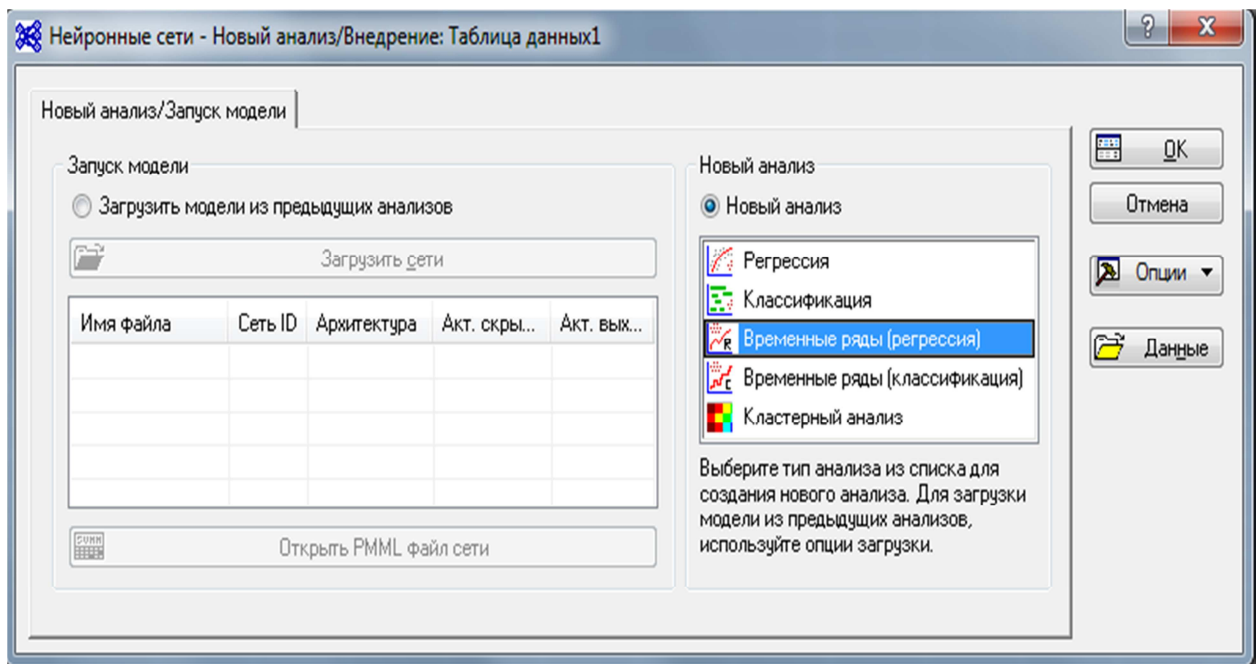 Нейронные сети - Новый анализ/Внедрение: Таблица данных1
Новый анализ/Запуск модели
Запуск модели
Загрузить модели из предыдущих анализов
Загрузить сети
Имя файла Сеть ID Архитектура Акт. скры... Акт. вых...
Открыть PMML файл сети
Новый анализ
Новый анализ
Регрессия
Классификация
Временные ряды (регрессия)
Временные ряды (классификация)
Кластерный анализ
Выберите тип анализа из списка для
создания нового анализа. Для загрузки
модели из предыдущих анализов,
используйте опции загрузки.
OK
Отмена
Опции
Данные